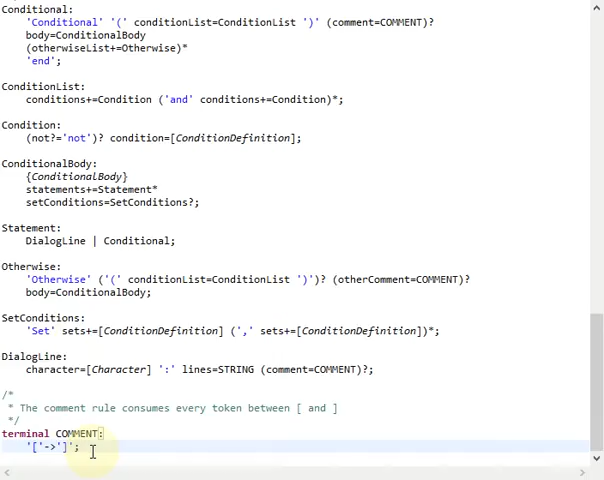 Conditional:
'Conditional' '(' conditionList=ConditionList ')' (comment=COMMENT)?
body=ConditionalBody
(otherwiseList+=Otherwise)*
'end';
ConditionList:
conditions+=Condition ('and' conditions+=Condition)*;
Condition:
(not?='not')? condition=[ConditionDefinition];
ConditionalBody:
{ConditionalBody}
statements+=Statement*
setConditions=SetConditions?;
Statement:
DialogLine | Conditional;
Otherwise:
'Otherwise' ('(' conditionList=ConditionList ')')? (otherComment=COMMENT)?
body=ConditionalBody;
SetConditions:
'Set' sets+=[ConditionDefinition] (',' sets+=[ConditionDefinition])*;
DialogLine:
character=[Character] ':' lines=STRING (comment=COMMENT)?;
/*
* The comment rule consumes every token between [ and ]
*/
terminal COMMENT:
'['->']';